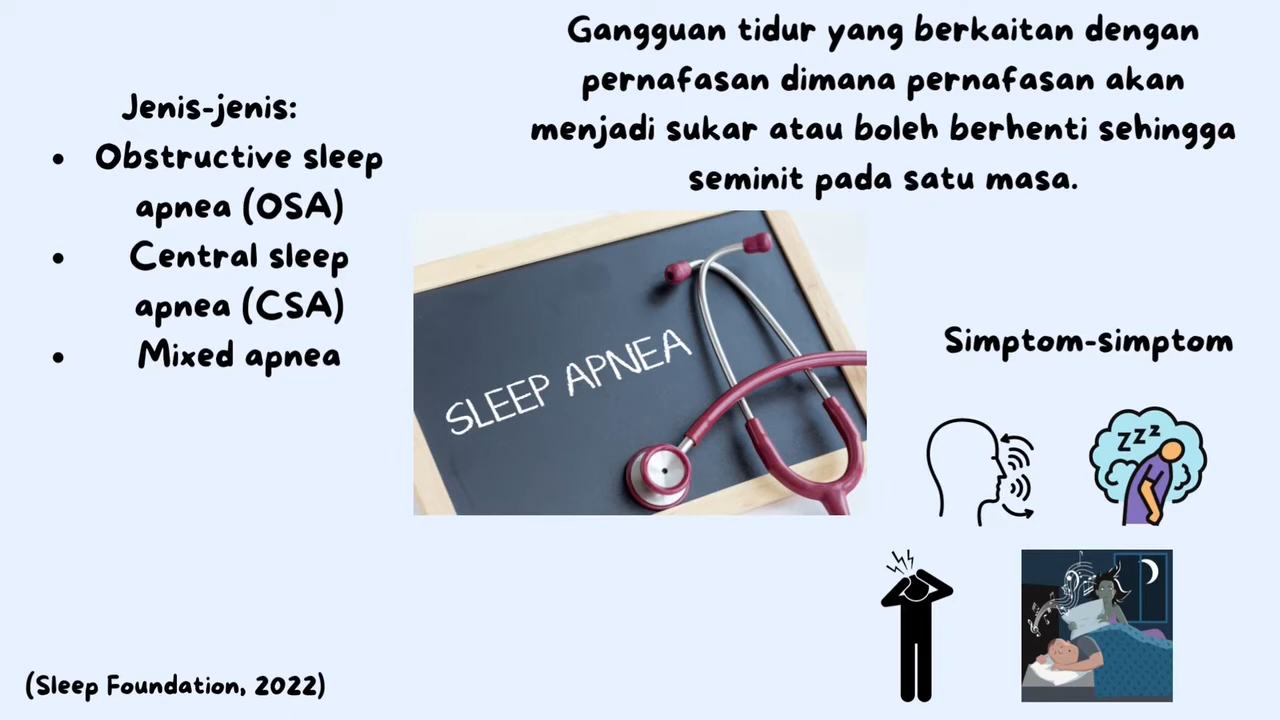 Gangguan tidur yang berkaitan dengan
pernafasan dimana pernafasan akan
menjadi sukar atau boleh berhenti sehingga
seminit pada satu masa.
Jenis-jenis:
• Obstructive sleep
apnea (OSA)
• Central sleep
apnea (CSA)
• Mixed apnea
SLEEP APNEA
Simptom-simptom
ZZZ
(Sleep Foundation, 2022)